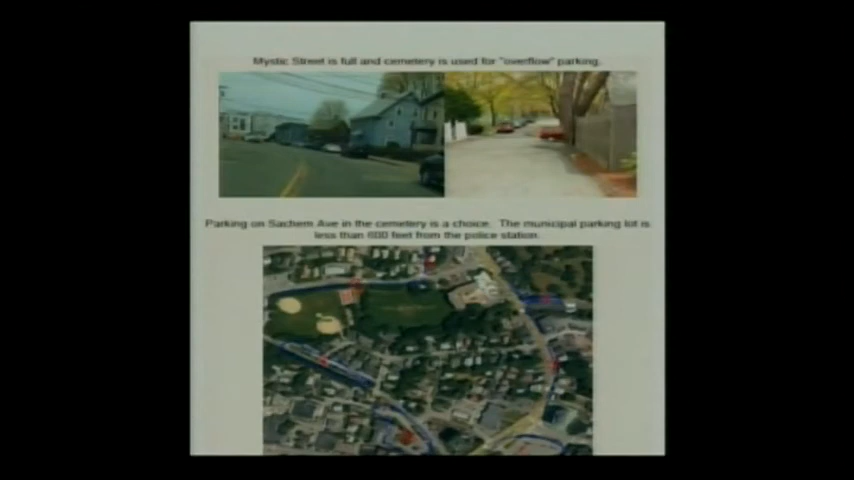 Mystic Street is full and cemetery is used for "overflow" parking.
Parking on Sachem Ave in the cemetery is a choice. The municipal parking lot is
less than 600 feet from the police station.